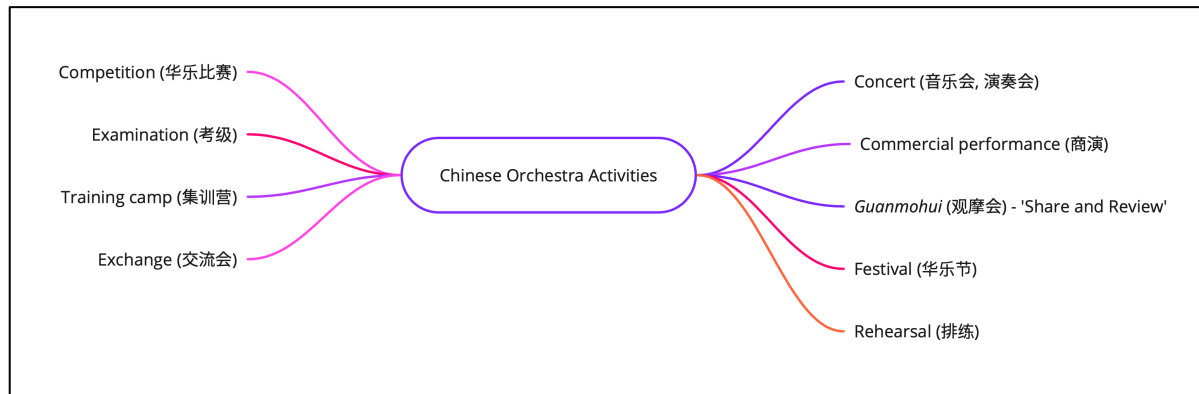 Competition (华乐比赛)
Examination (考级)
Training camp (集训营)
Exchange (交流会)
Chinese Orchestra Activities
Concert (音乐会, 演奏会)
Commercial performance (商演)
Guanmohui (观摩会) - 'Share and Review'
Festival (华乐节)
Rehearsal (排练)